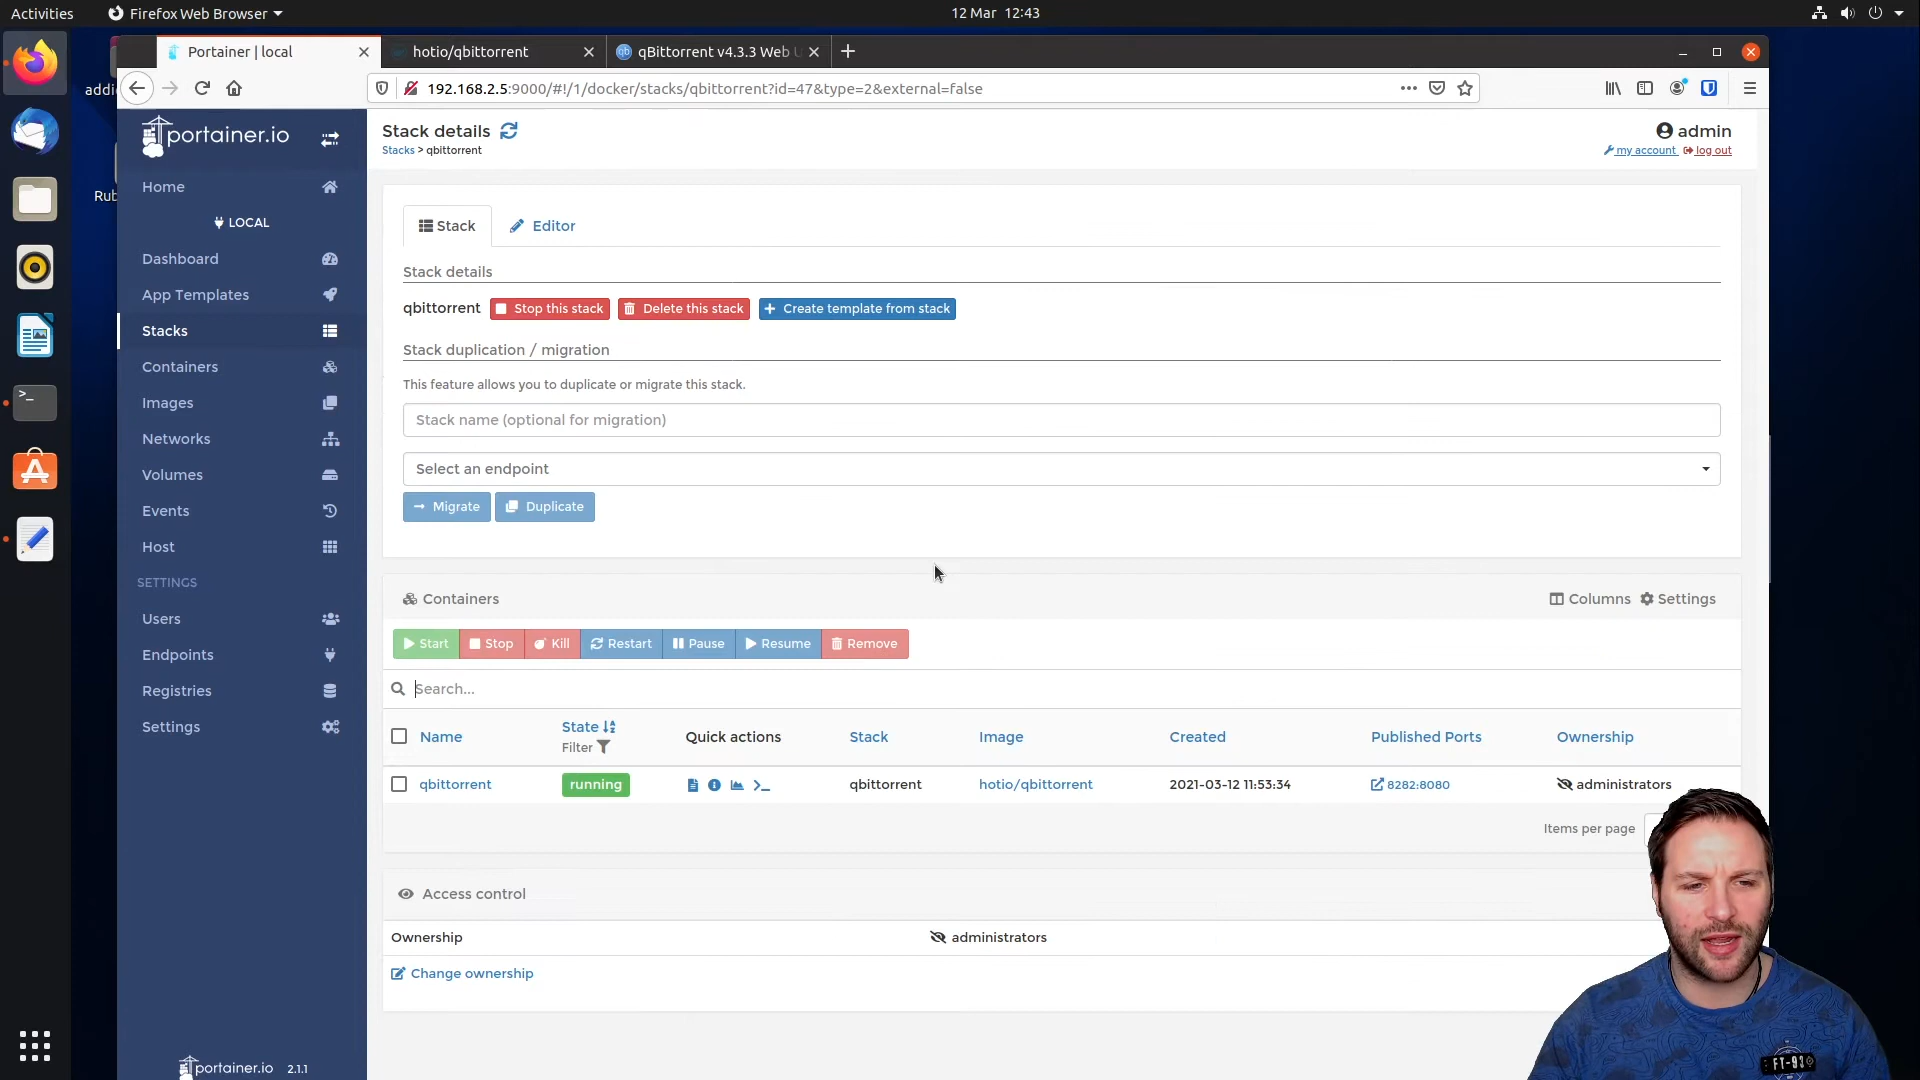 Activities
Firefox Web Browser
12 Mar 12:43
Portainer | local
hotio/qbittorrent
qBittorrent v4.3.3 Web U
192.168.2.5:9000/#!/1/docker/stacks/qbittorrent?id=47&type=2&external=false
addi
Rub
portainer.io
Home
LOCAL
Dashboard
App Templates
Stacks
Containers
Images
Networks
Volumes
Events
Host
SETTINGS
Users
Endpoints
Registries
Settings
portainer.io 2.1.1
Stack details
Stacks > qbittorrent
admin
my account log out
Stack
Editor
Stack details
qbittorrent Stop this stack Delete this stack + Create template from stack
Stack duplication / migration
This feature allows you to duplicate or migrate this stack.
Stack name (optional for migration)
Select an endpoint
Migrate Duplicate
Containers
Columns Settings
Start Stop Kill Restart Pause Resume Remove
Search...
Name State Filter Quick actions Stack Image Created Published Ports Ownership
qbittorrent running qbittorrent hotio/qbittorrent 2021-03-12 11:53:34 8282:8080 administrators
Items per page
Access control
Ownership administrators
Change ownership
FT-93